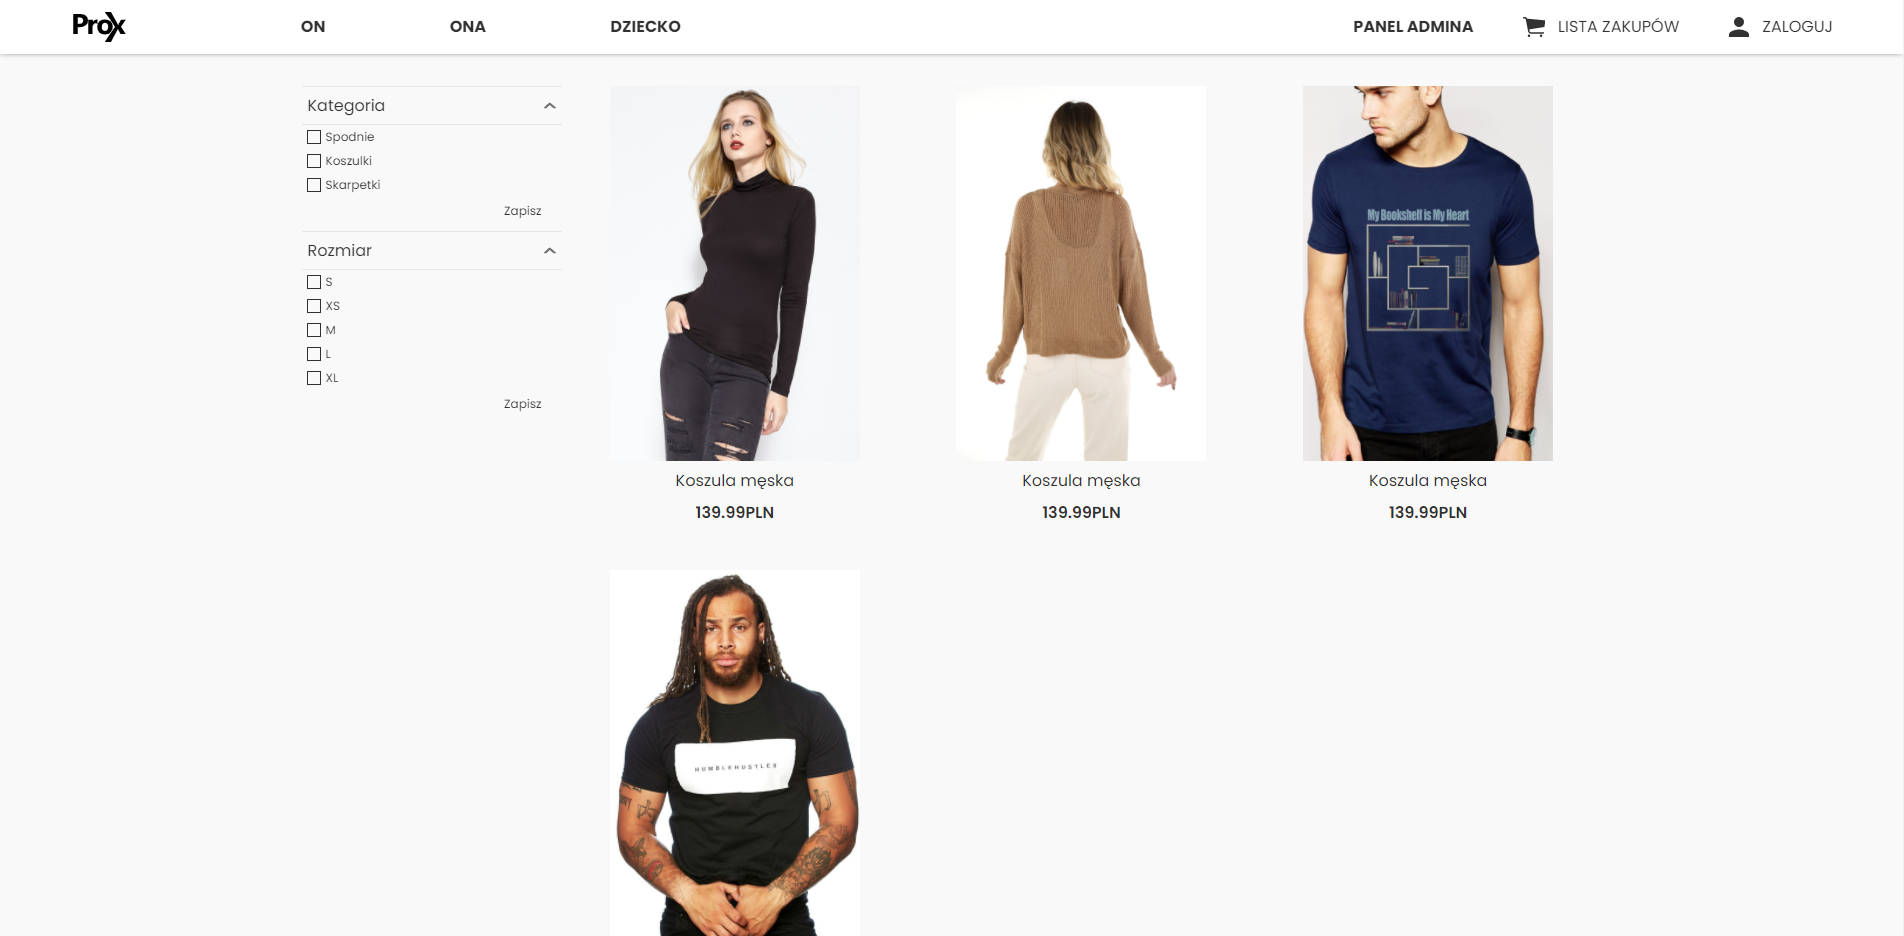 Prox
ON
ONA
DZIECKO
PANEL ADMINA
LISTA ZAKUPÓW
ZALOGUJ
Kategoria
Spodnie
Koszulki
Skarpetki
Zapisz
Rozmiar
S
XS
M
L
XL
Zapisz
My Bookshelf is My Heart
Koszula męska
139.99PLN
Koszula męska
139.99PLN
Koszula męska
139.99PLN
HUMBLEHUSTLES